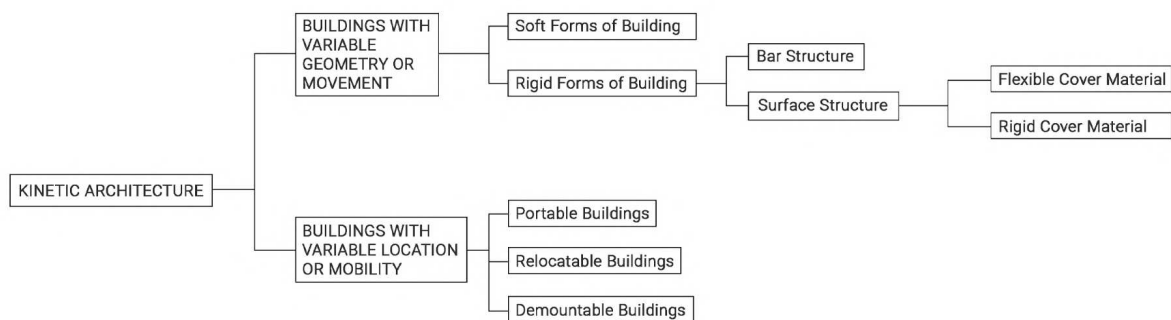 BUILDINGS WITH
VARIABLE
GEOMETRY OR
MOVEMENT
Soft Forms of Building
Rigid Forms of Building
Bar Structure
Surface Structure
Flexible Cover Material
Rigid Cover Material
KINETIC ARCHITECTURE
BUILDINGS WITH
VARIABLE LOCATION
OR MOBILITY
Portable Buildings
Relocatable Buildings
Demountable Buildings